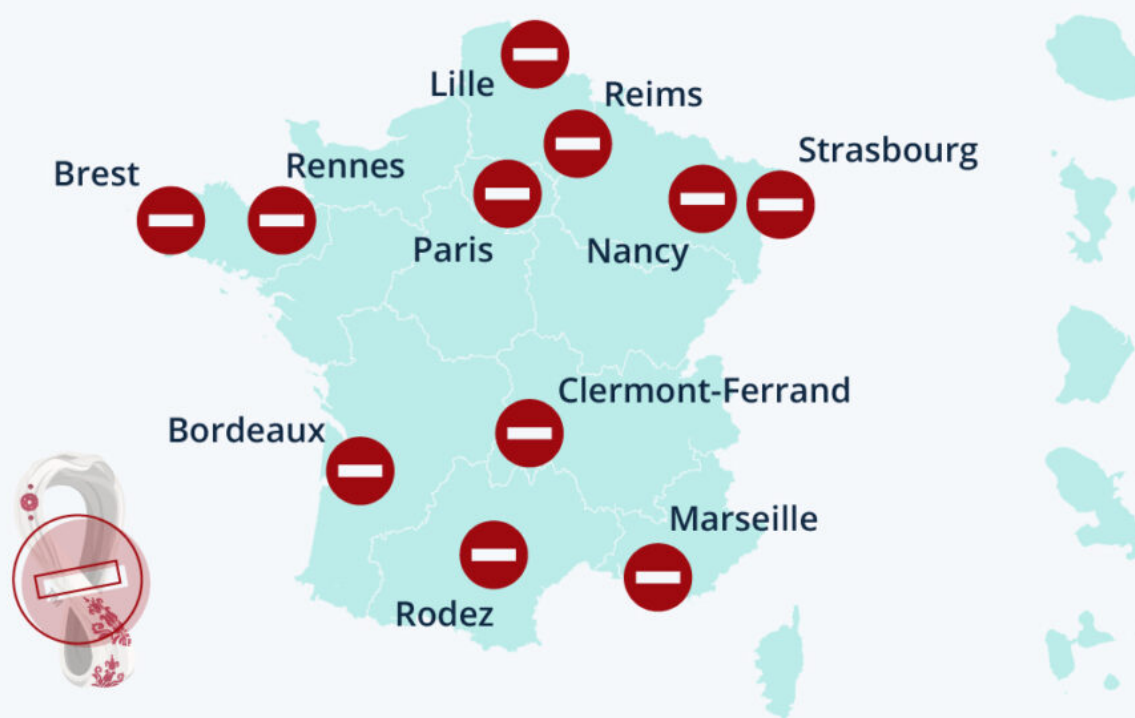 Lille
Reims
Strasbourg
Brest
Rennes
Paris
Nancy
Clermont-Ferrand
Bordeaux
Marseille
Rodez